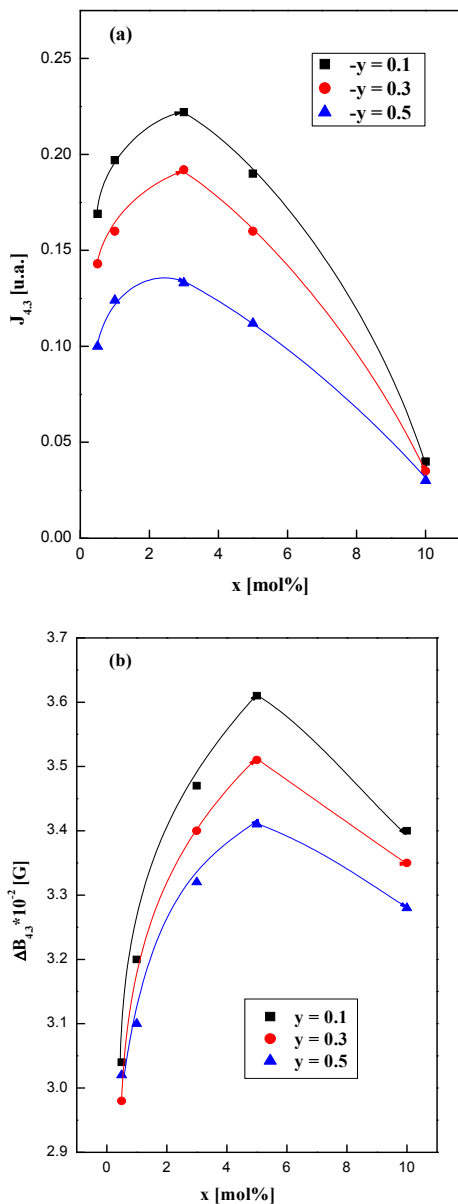 (a)
-y = 0.1
-y = 0.3
-y = 0.5
0.25
0.20
0.15
0.10
0.05
0.00
J4.3 [u.a.]
0 2 4 6 8 10
x [mol%]
(b)
3.7
3.6
3.5
3.4
3.3
3.2
3.1
3.0
2.9
ΔB4.3*10-2 [G]
y = 0.1
y = 0.3
y = 0.5
0 2 4 6 8 10
x [mol%]